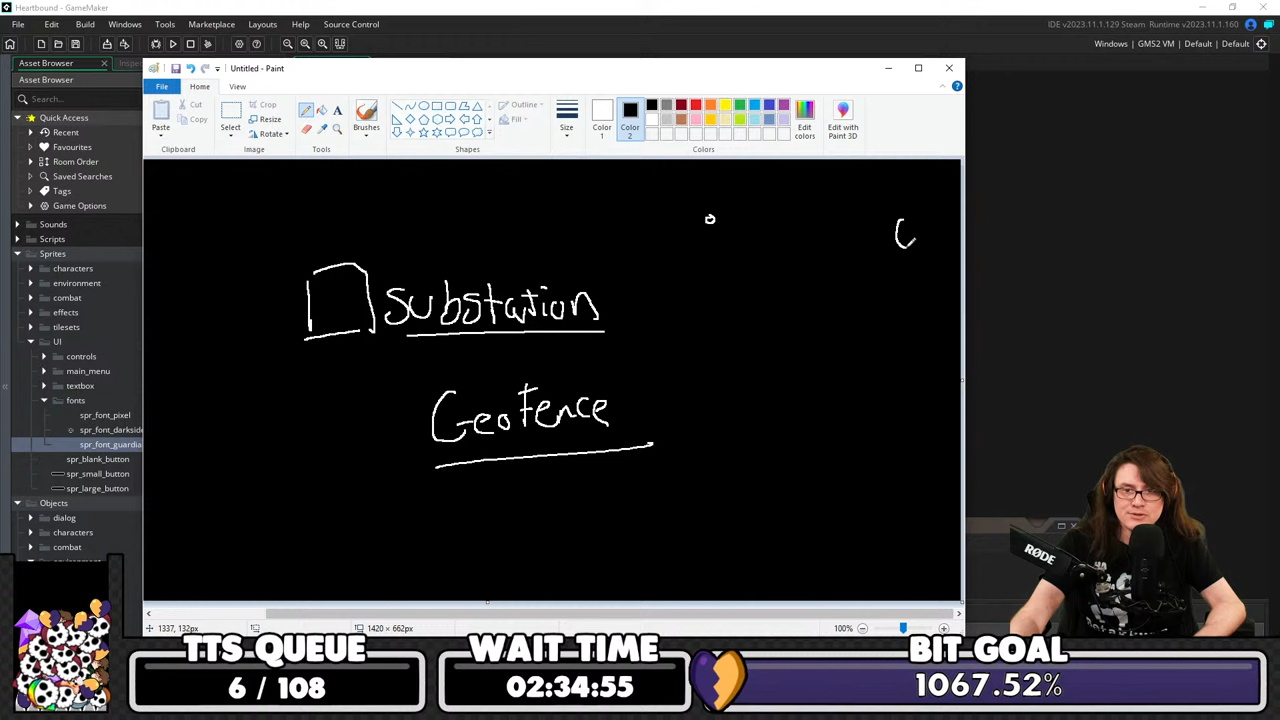 Heartbound - GameMaker
File Edit Build Windows Tools Marketplace Layouts Help Source Control
IDE v2023.11.1.129 Steam Runtime v2023.11.1.160
Windows | GMS2 VM | Default | Default
Asset Browser
Asset Browser
Search...
Quick Access
Recent
Favourites
Room Order
Saved Searches
Tags
Game Options
Sounds
Scripts
Sprites
characters
environment
combat
effects
tilesets
UI
controls
main_menu
textbox
fonts
spr_font_pixel
spr_font_darkside
spr_font_guardia
spr_blank_button
spr_small_button
spr_large_button
Objects
dialog
characters
combat
Untitled - Paint
File Home View
Paste
Cut
Copy
Clipboard
Select
Crop
Resize
Rotate
Image
Tools
Brushes
Outline
Fill
Shapes
Size
Color 1
Color 2
Edit colors
Colors
Edit with Paint 3D
substation
Geofence
1337, 132px
1420 × 662px
100%
RØDE
TTS QUEUE
6 / 108
WAIT TIME
02:34:55
BIT GOAL
1067.52%